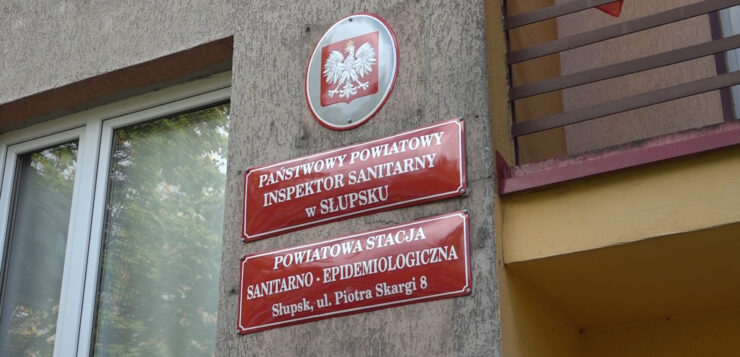 PAŃSTWOWY POWIATOWY
INSPEKTOR SANITARNY
w SŁUPSKU
POWIATOWA STACJA
SANITARNO - EPIDEMIOLOGICZNA
Słupsk, ul. Piotra Skargi 8